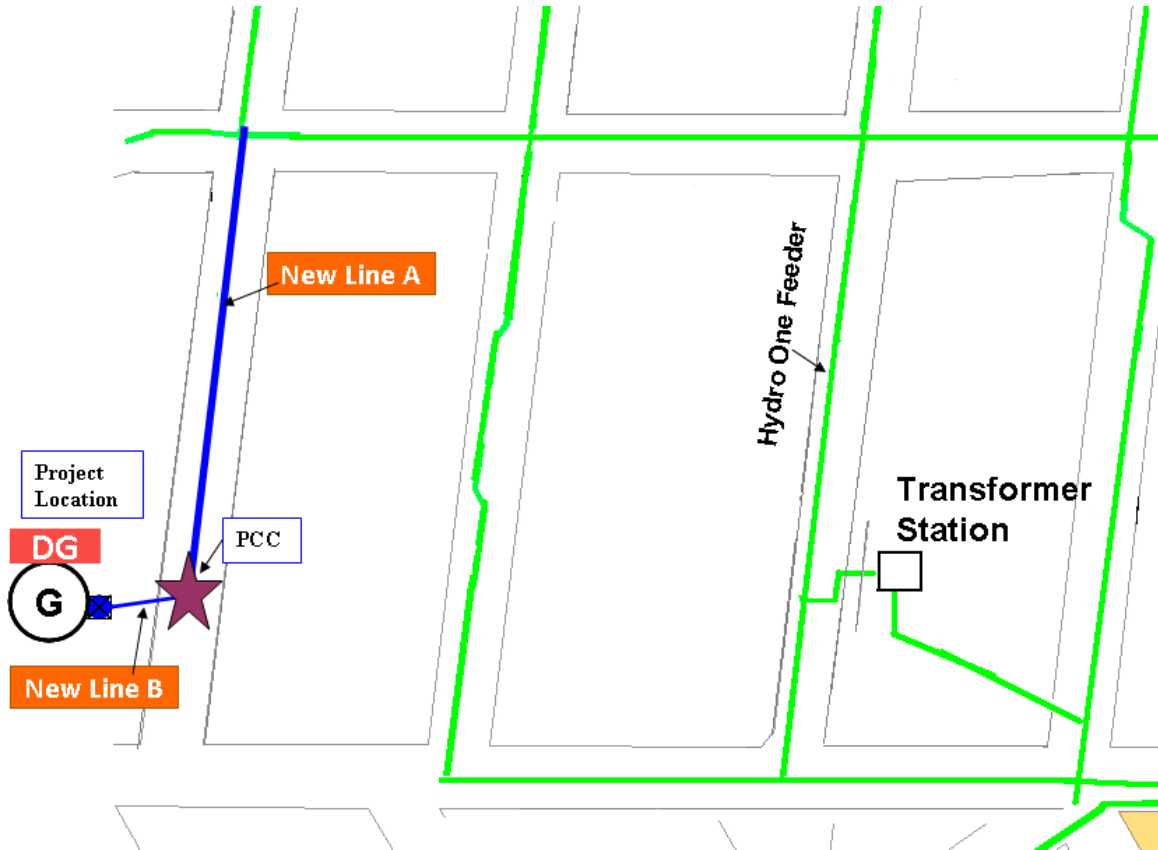 New Line A
Hydro One Feeder
Project
Location
Transformer
Station
PCC
DG
G
New Line B